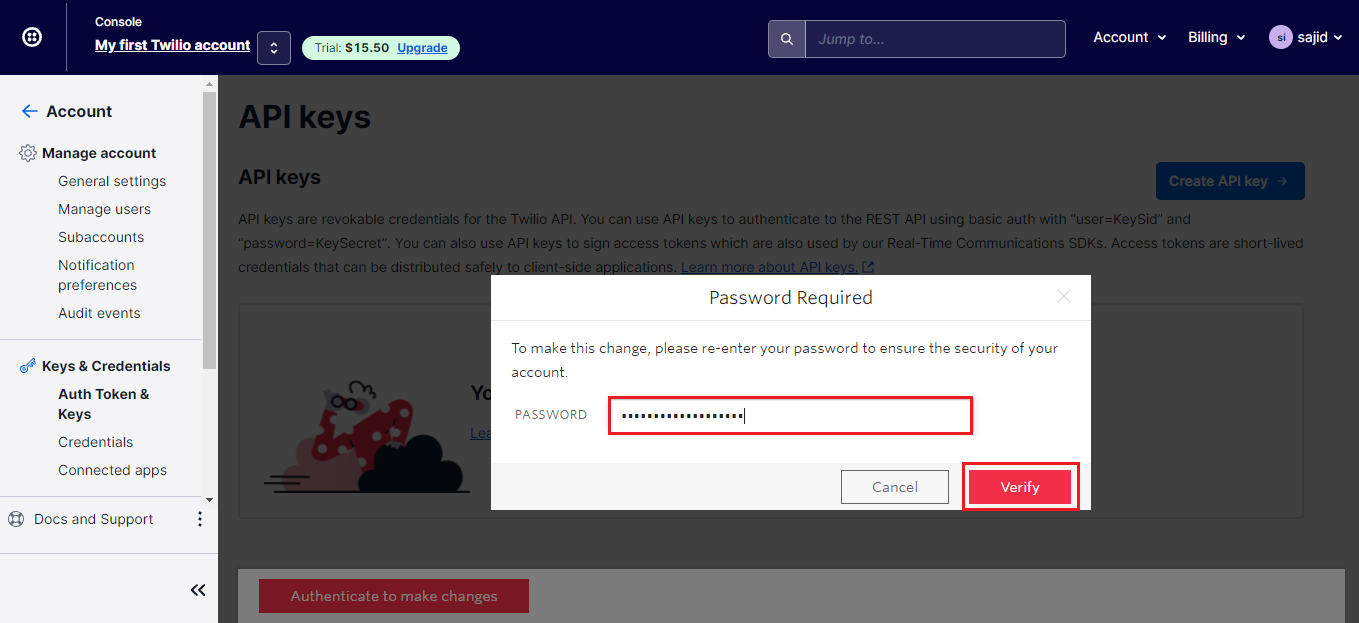 Console
My first Twilio account
Trial: $15.50 Upgrade
Jump to...
Account
Billing
si sajid
Account
Manage account
General settings
Manage users
Subaccounts
Notification
preferences
Audit events
Keys & Credentials
Auth Token &
Keys
Credentials
Connected apps
Docs and Support
API keys
API keys
Create API key
API keys are revokable credentials for the Twilio API. You can use API keys to authenticate to the REST API using basic auth with “user=KeySid” and
“password=KeySecret”. You can also use API keys to sign access tokens which are also used by our Real-Time Communications SDKs. Access tokens are short-lived
credentials that can be distributed safely to client-side applications. Learn more about API keys.
Password Required
To make this change, please re-enter your password to ensure the security of your
account.
PASSWORD
Cancel
Verify
Authenticate to make changes